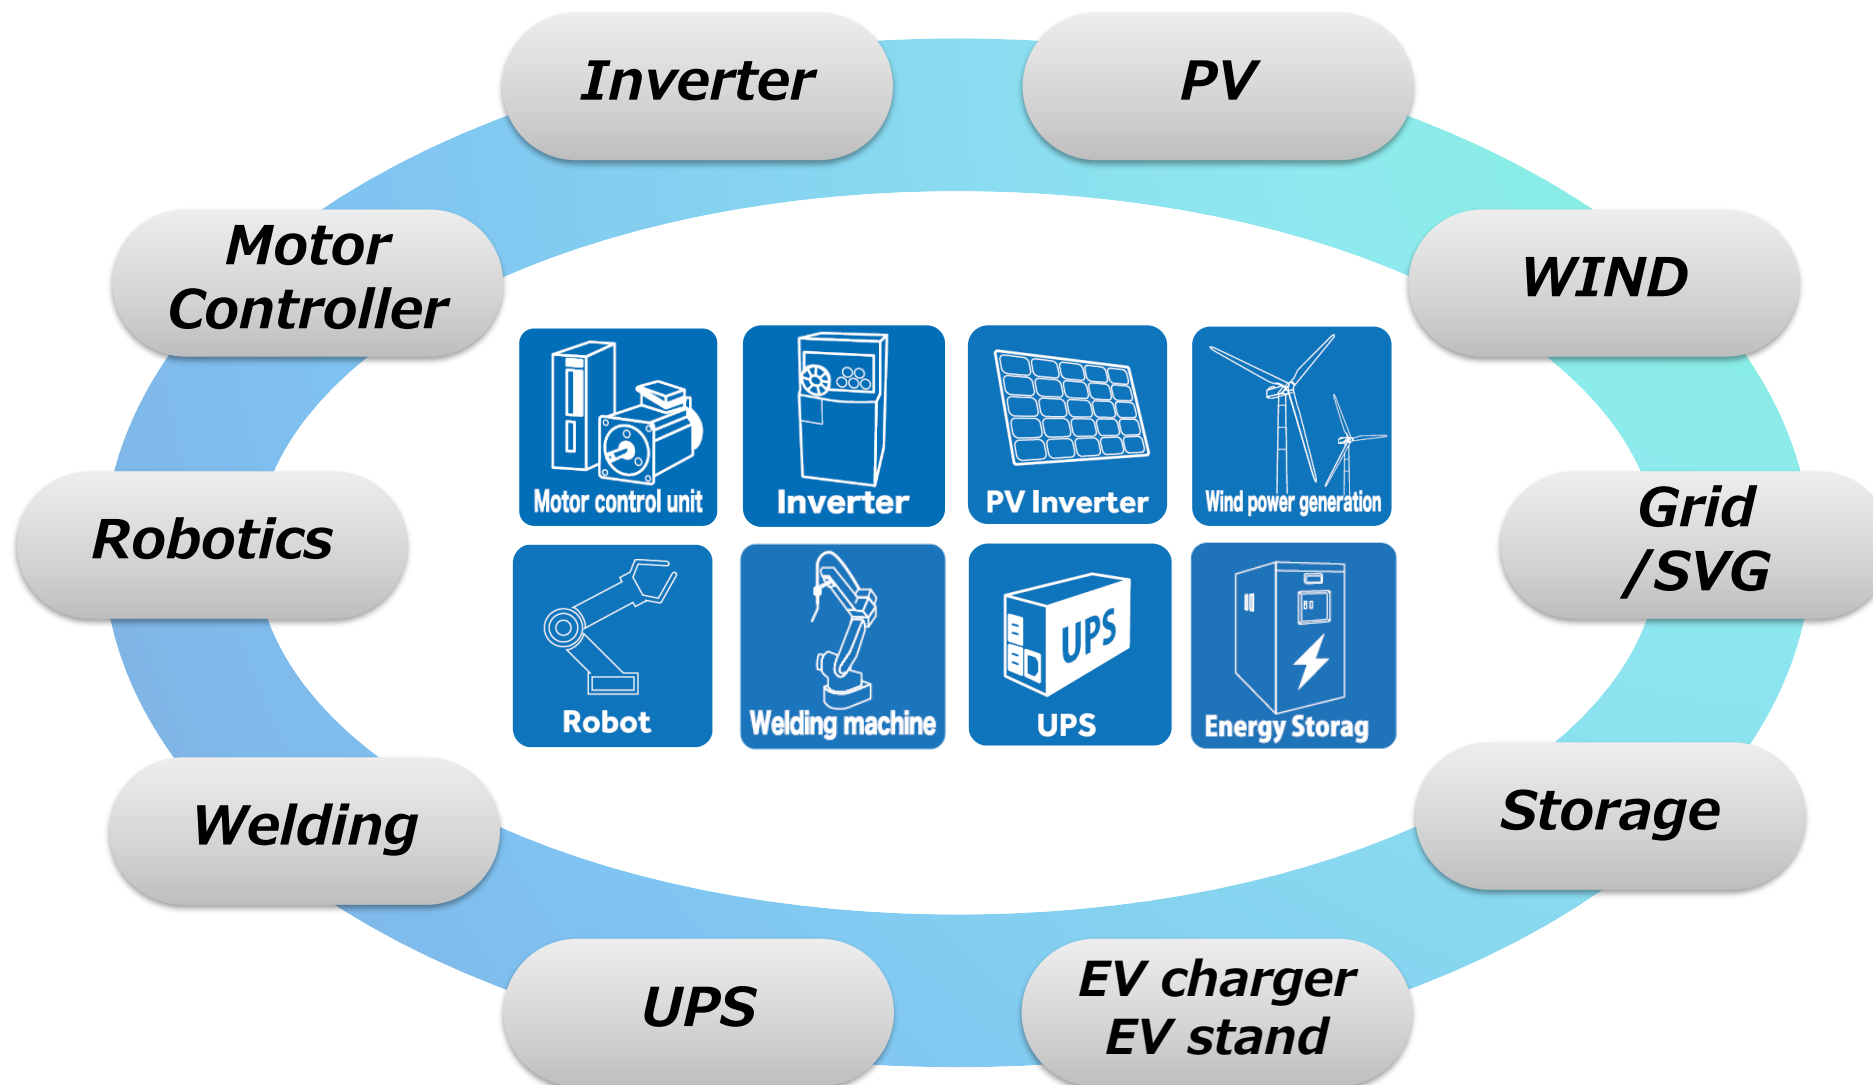 Inverter
PV
Motor
Controller
WIND
Motor control unit
Inverter
PV Inverter
Wind power generation
Robotics
Grid
/SVG
Robot
Welding machine
UPS
UPS
Energy Storag
Welding
Storage
UPS
EV charger
EV stand